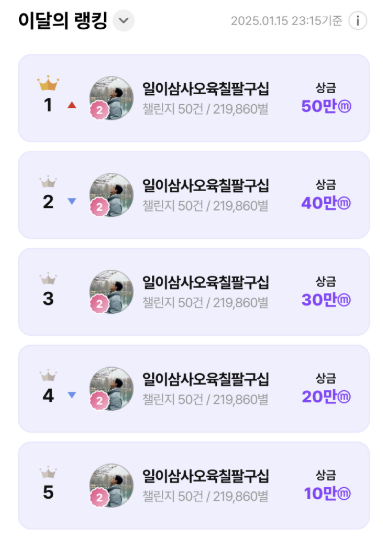 이달의 랭킹
2025.01.15 23:15기준
1
2
일이삼사오육칠팔구십
챌린지 50건 / 219,860별
상금
50만ⓜ
2
2
일이삼사오육칠팔구십
챌린지 50건 / 219,860별
상금
40만ⓜ
3
2
일이삼사오육칠팔구십
챌린지 50건 / 219,860별
상금
30만ⓜ
4
2
일이삼사오육칠팔구십
챌린지 50건 / 219,860별
상금
20만ⓜ
5
2
일이삼사오육칠팔구십
챌린지 50건 / 219,860별
상금
10만ⓜ